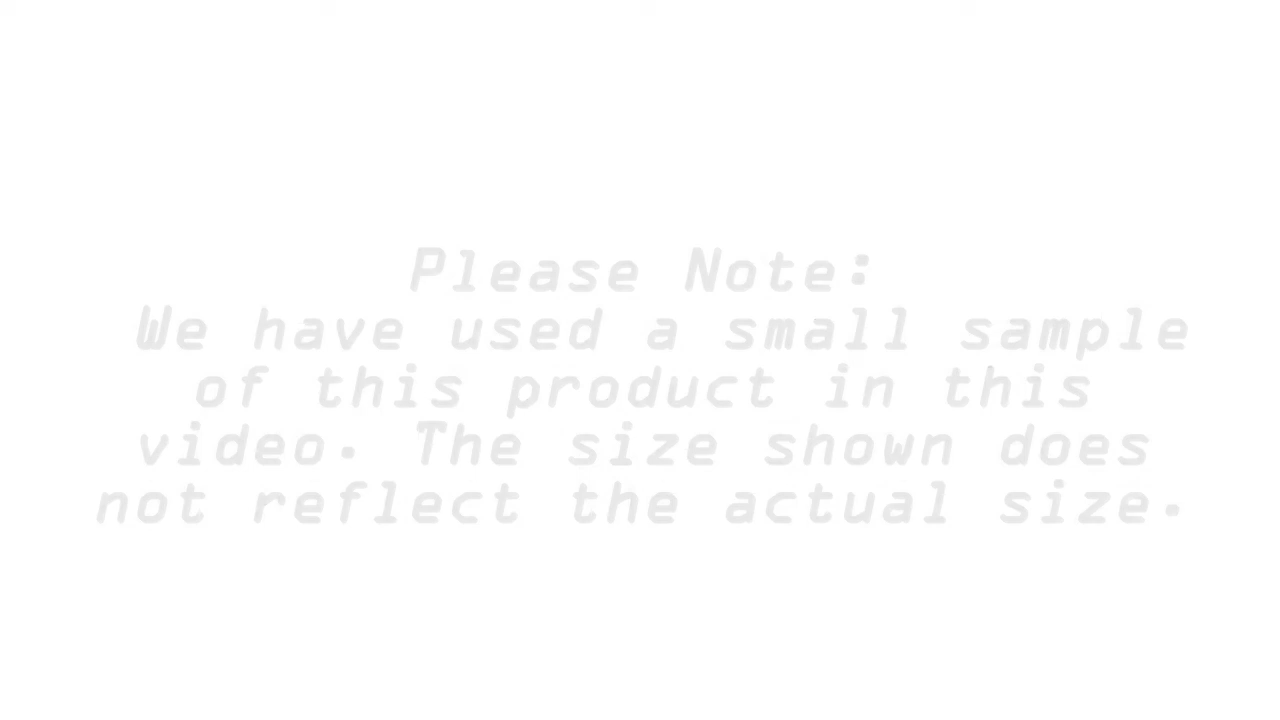 Please Note:
We have used a small sample
of this product in this
video. The size shown does
not reflect the actual size.